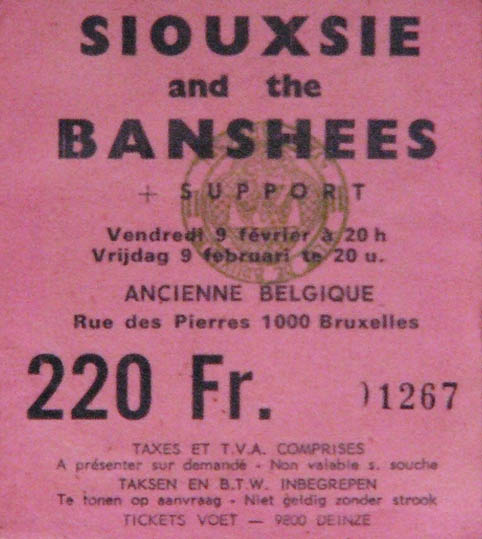 SIOUXSIE
and the
BANSHEES
+ SUPPORT
Vendredi 9 février à 20 h
Vrijdag 9 februari te 20 u.
ANCIENNE BELGIQUE
Rue des Pierres 1000 Bruxelles
220 Fr.
)1267
TAXES ET T.V.A. COMPRISES
A présenter sur demande - Non valable s. souche
TAKSEN EN B.T.W. INBEGREPEN
Te tonen op aanvraag - Niet geldig zonder strook
TICKETS VOET — 9800 DEINZE